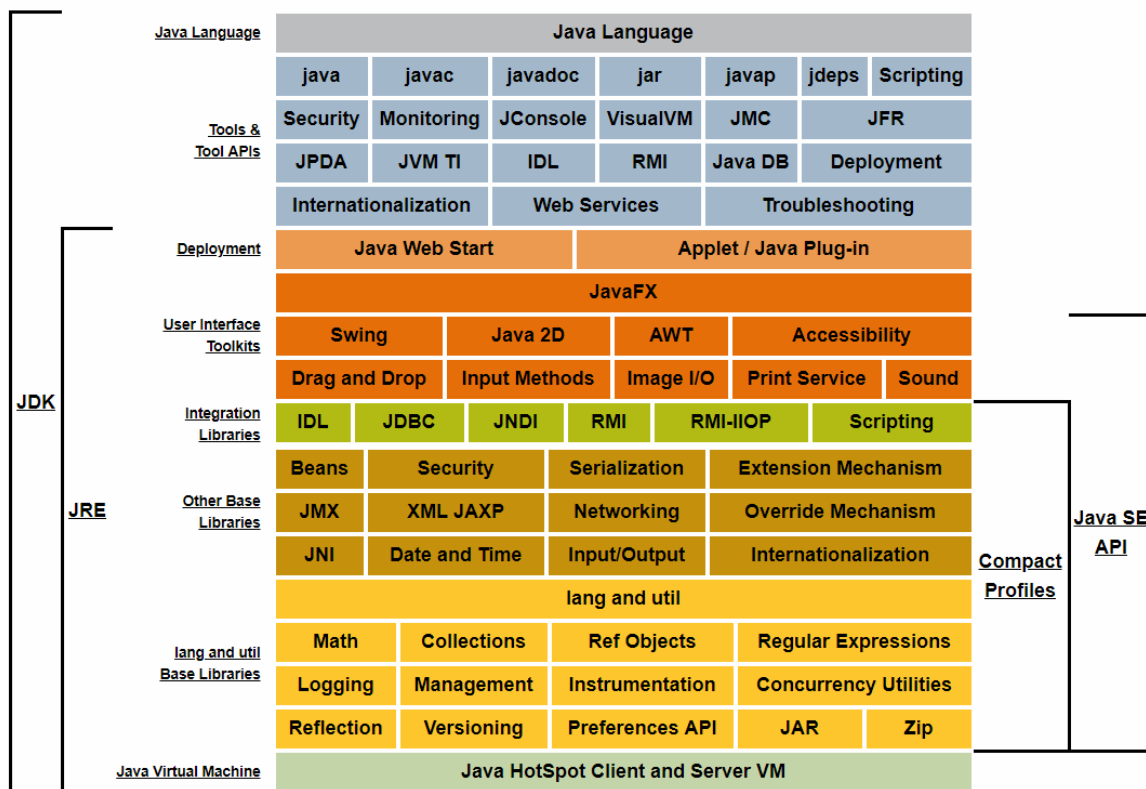 Java Language
Java Language
java javac javadoc jar javap jdeps Scripting
Security Monitoring JConsole VisualVM JMC JFR
Tools &
Tool APIs
JPDA JVM TI IDL RMI Java DB Deployment
Internationalization Web Services Troubleshooting
Deployment
Java Web Start Applet / Java Plug-in
JavaFX
User Interface
Toolkits
Swing Java 2D AWT Accessibility
Drag and Drop Input Methods Image I/O Print Service Sound
JDK
Integration
Libraries
IDL JDBC JNDI RMI RMI-IIOP Scripting
Beans Security Serialization Extension Mechanism
Other Base
Libraries
JRE
JMX XML JAXP Networking Override Mechanism
Java SE
API
JNI Date and Time Input/Output Internationalization
Compact
Profiles
lang and util
Math Collections Ref Objects Regular Expressions
lang and util
Base Libraries
Logging Management Instrumentation Concurrency Utilities
Reflection Versioning Preferences API JAR Zip
Java Virtual Machine
Java HotSpot Client and Server VM